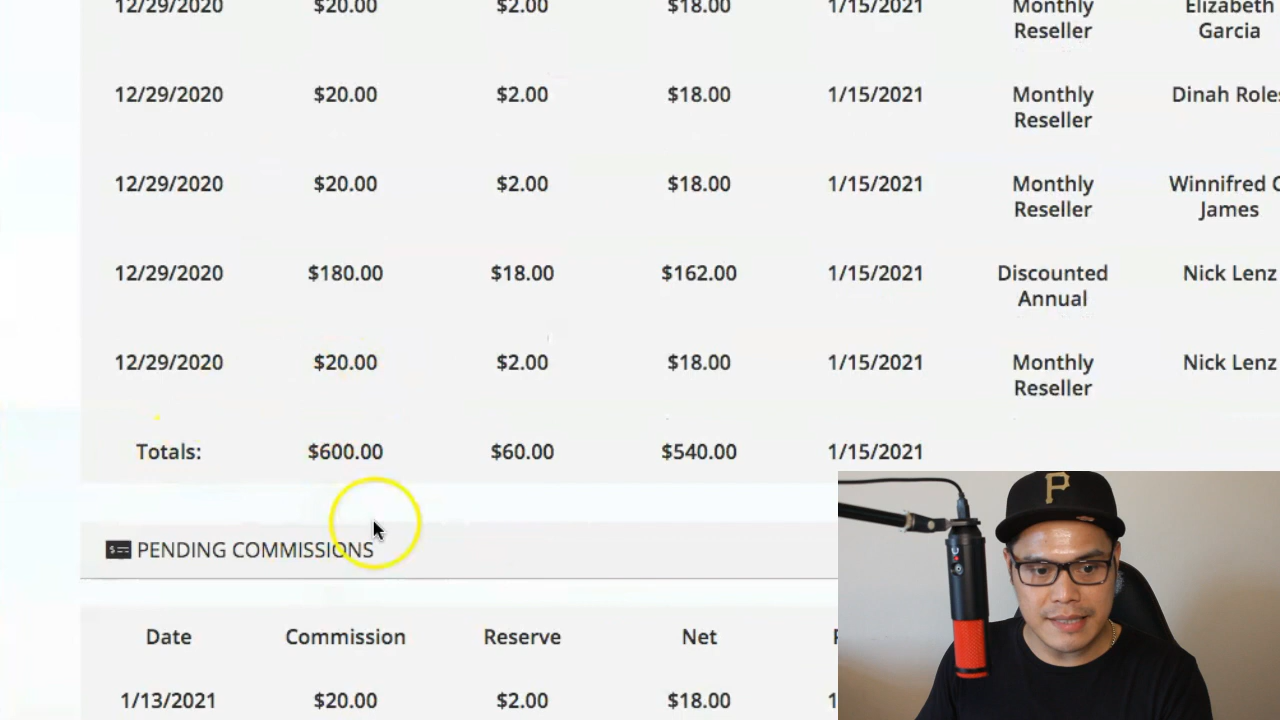 12/29/2020 $20.00 $2.00 $18.00 1/15/2021 Monthly Reseller Elizabeth Garcia
12/29/2020 $20.00 $2.00 $18.00 1/15/2021 Monthly Reseller Dinah Roles
12/29/2020 $20.00 $2.00 $18.00 1/15/2021 Monthly Reseller Winnifred C James
12/29/2020 $180.00 $18.00 $162.00 1/15/2021 Discounted Annual Nick Lenz
12/29/2020 $20.00 $2.00 $18.00 1/15/2021 Monthly Reseller Nick Lenz
Totals: $600.00 $60.00 $540.00 1/15/2021
PENDING COMMISSIONS
Date Commission Reserve Net
1/13/2021 $20.00 $2.00 $18.00
P